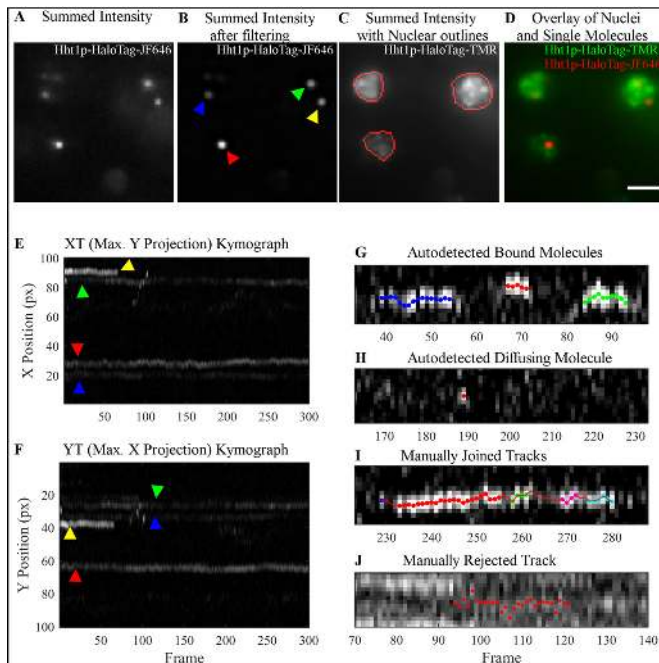 A Summed Intensity
Hht1p-HaloTag-JF646
B Summed Intensity
after filtering
Hht1p-HaloTag-JF646
C Summed Intensity
with Nuclear outlines
Hht1p-HaloTag-TMR
D Overlay of Nuclei
and Single Molecules
Hht1p-HaloTag-TMR
Hht1p-HaloTag-JF646
E XT (Max. Y Projection) Kymograph
X Position (px)
100
80
60
40
20
50 100 150 200 250 300
F YT (Max. X Projection) Kymograph
Y Position (px)
20
40
60
80
100
50 100 150 200 250 300
Frame
G Autodetected Bound Molecules
40 50 60 70 80 90
H Autodetected Diffusing Molecule
170 180 190 200 210 220 230
I Manually Joined Tracks
230 240 250 260 270 280
J Manually Rejected Track
70 80 90 100 110 120 130 140
Frame